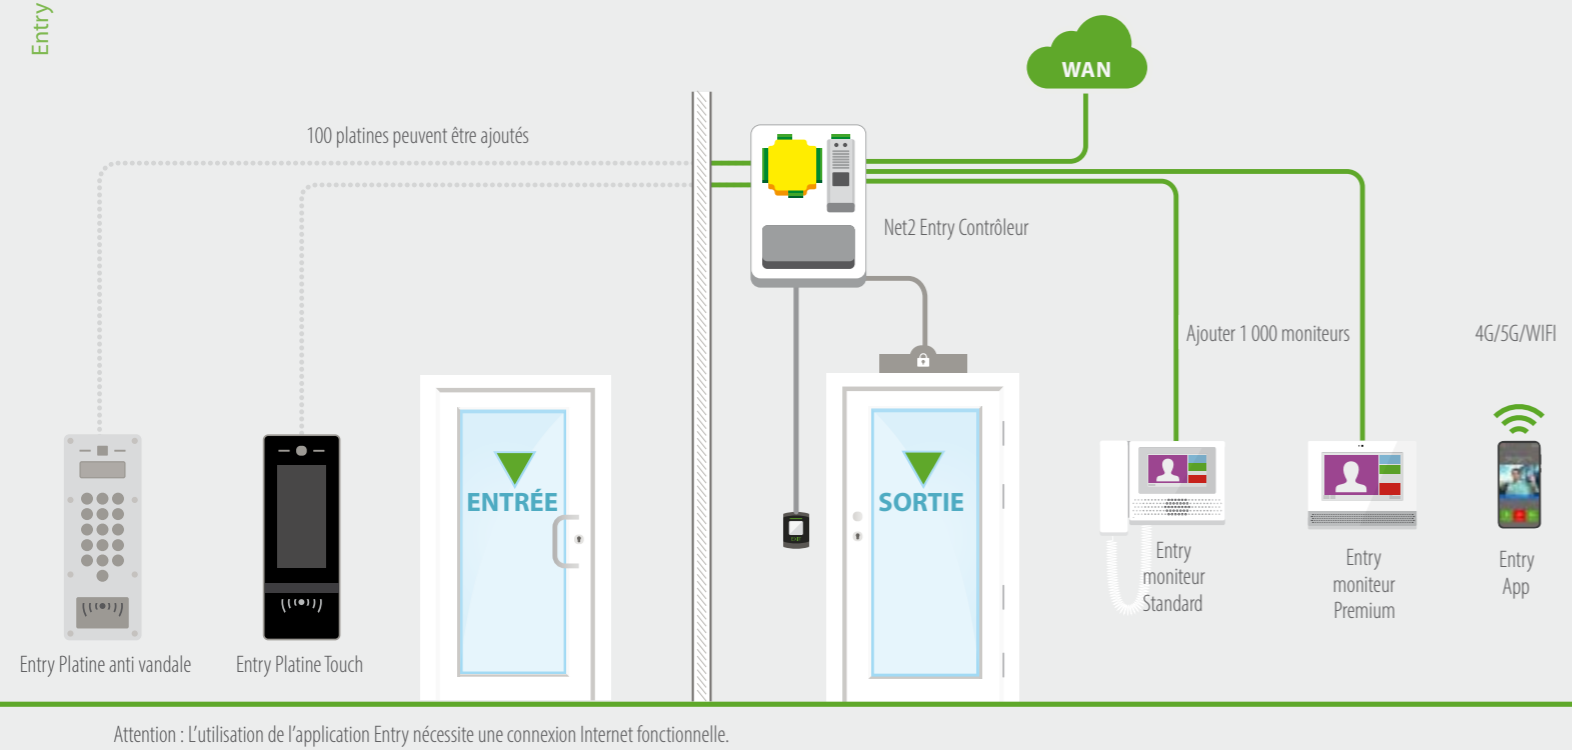 Entry
WAN
100 platines peuvent être ajoutés
Net2 Entry Contrôleur
Ajouter 1 000 moniteurs
4G/5G/WIFI
ENTRÉE
SORTIE
Entry
moniteur
Standard
Entry
moniteur
Premium
Entry
App
Entry Platine anti vandale
Entry Platine Touch
Attention : L’utilisation de l’application Entry nécessite une connexion Internet fonctionnelle.